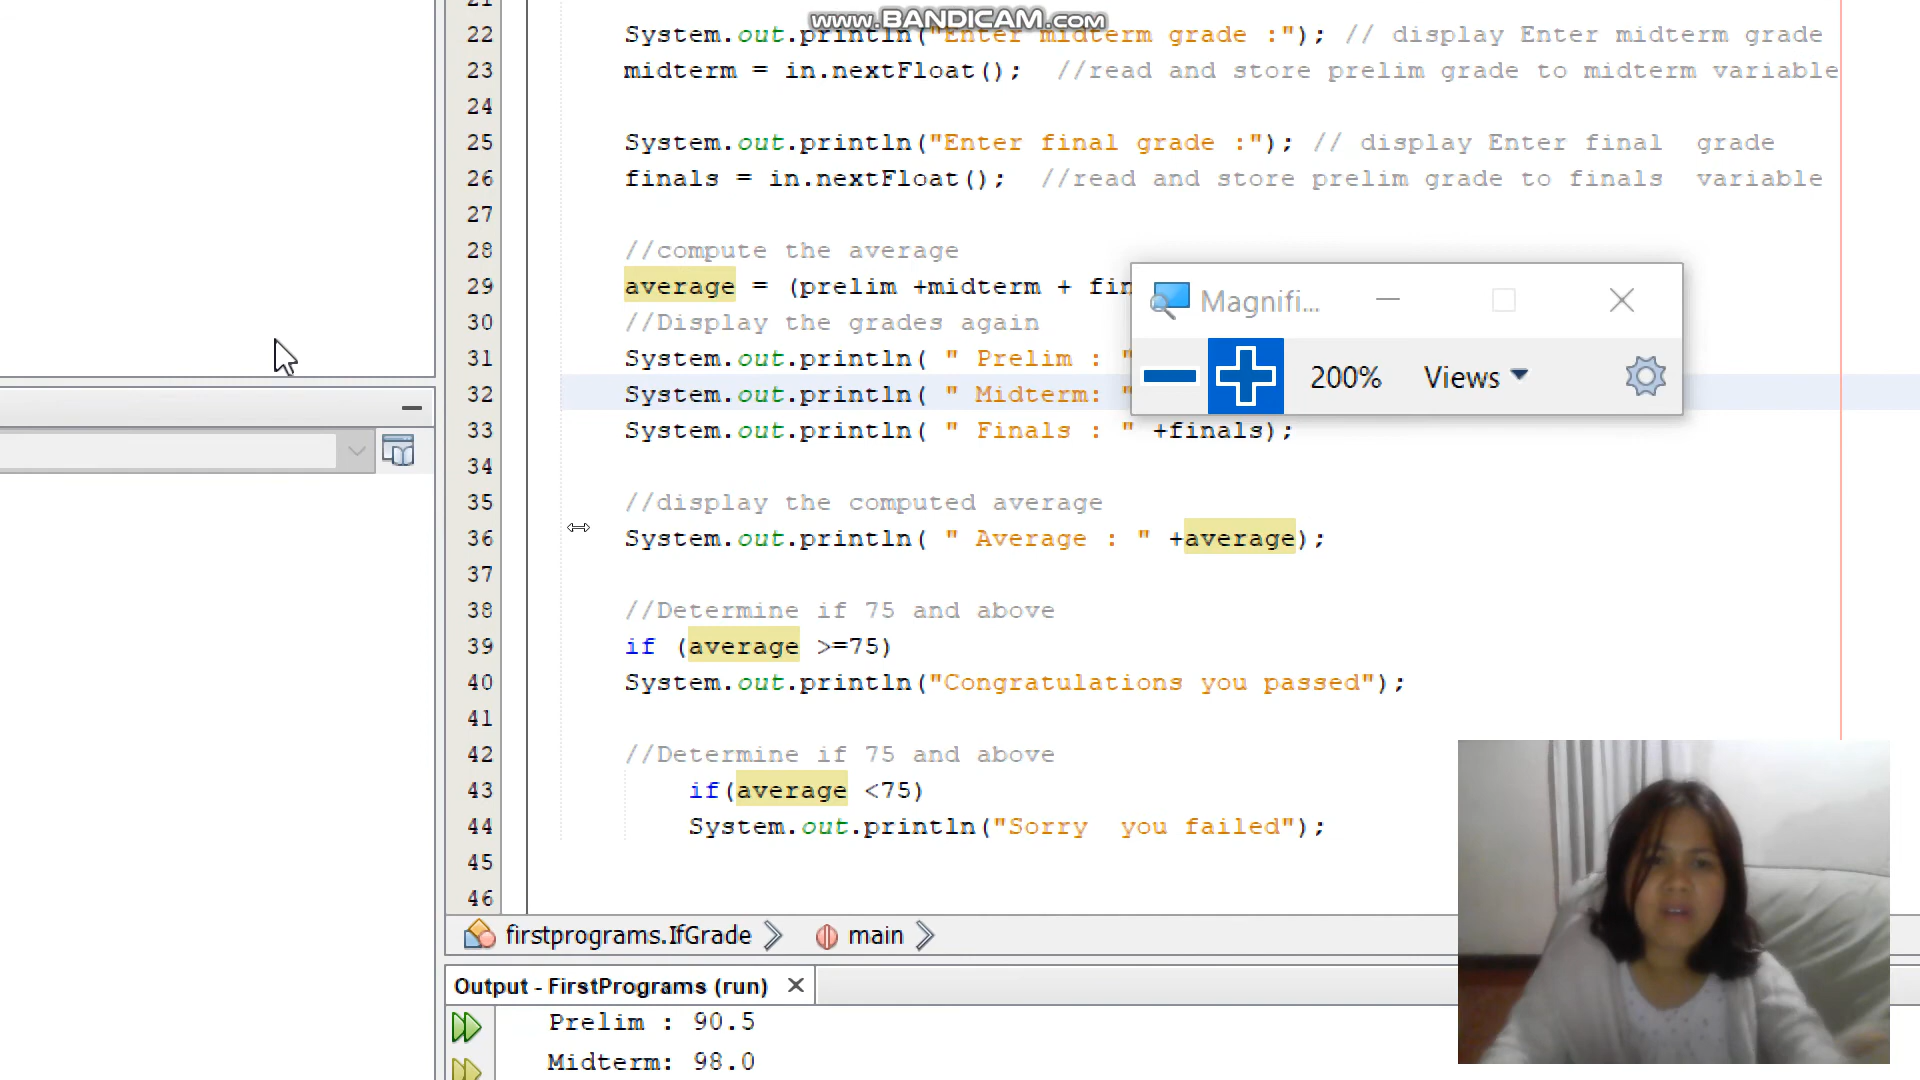 www.BANDICAM.com
22 System.out.println("Enter midterm grade :"); // display Enter midterm grade
23 midterm = in.nextFloat(); //read and store prelim grade to midterm variable
24
25 System.out.println("Enter final grade :"); // display Enter final grade
26 finals = in.nextFloat(); //read and store prelim grade to finals variable
27
28 //compute the average
29 average = (prelim +midterm + fin
30 //Display the grades again
31 System.out.println( " Prelim : "
32 System.out.println( " Midterm: "
33 System.out.println( " Finals : " +finals);
34
35 //display the computed average
36 System.out.println( " Average : " +average);
37
38 //Determine if 75 and above
39 if (average >=75)
40 System.out.println("Congratulations you passed");
41
42 //Determine if 75 and above
43 if(average <75)
44 System.out.println("Sorry you failed");
45
46
Magnifi...
200% Views
firstprograms.IfGrade main
Output - FirstPrograms (run)
Prelim : 90.5
Midterm: 98.0